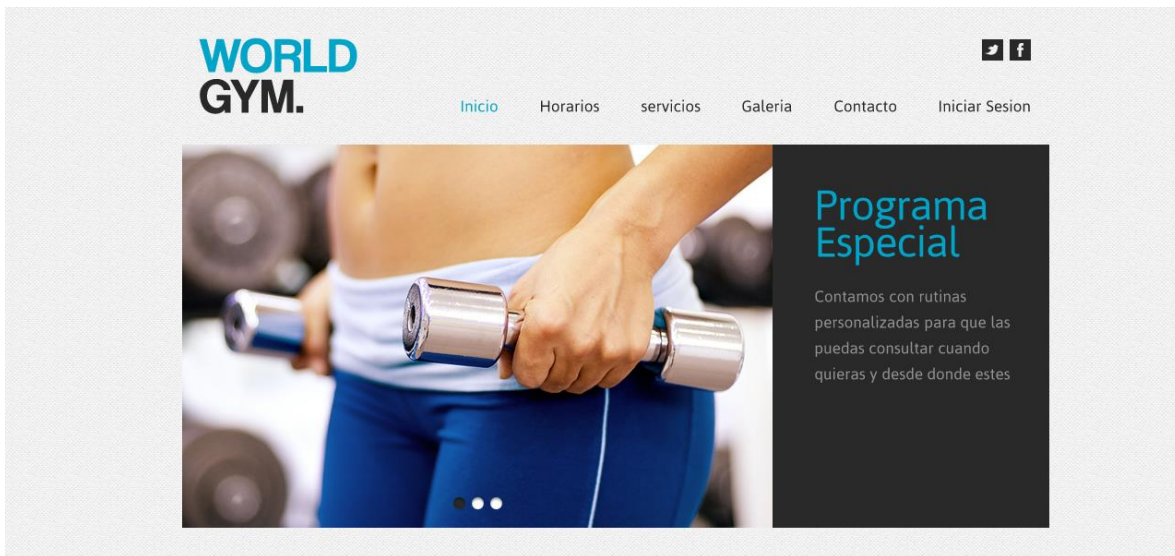 WORLD
GYM.
Inicio Horarios servicios Galeria Contacto Iniciar Sesion
Programa
Especial
Contamos con rutinas
personalizadas para que las
puedas consultar cuando
quieras y desde donde estes